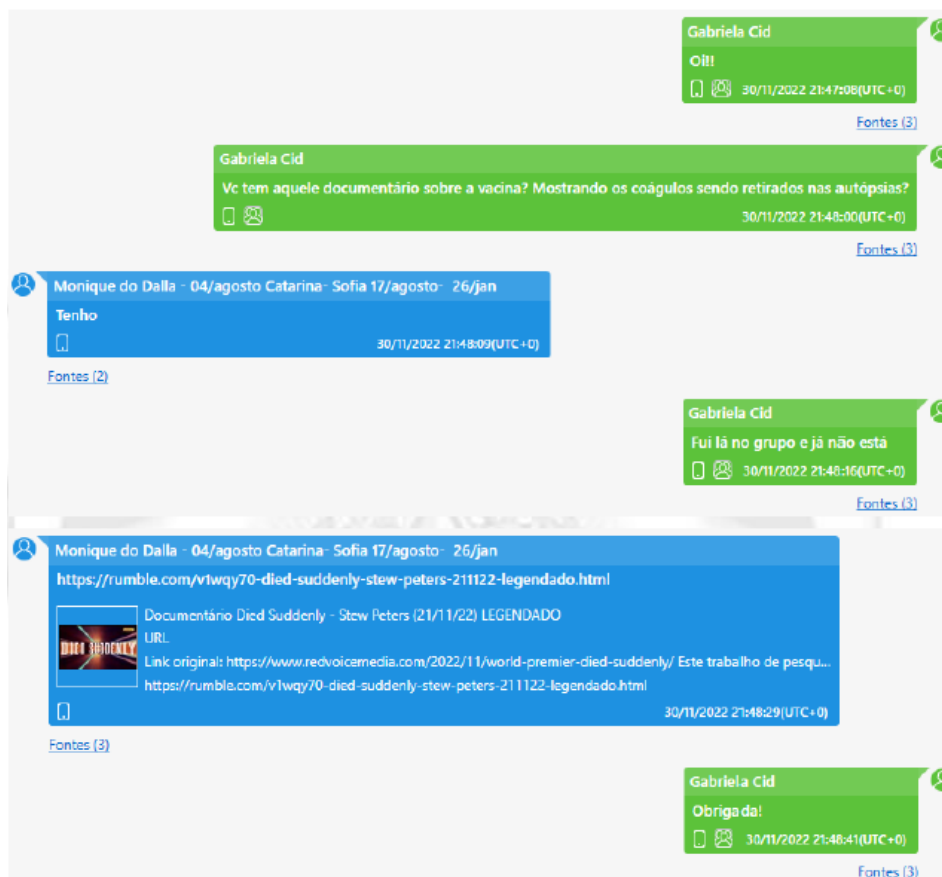 Gabriela Cid
Oi!!
30/11/2022 21:47:08(UTC+0)
Fontes (3)
Gabriela Cid
Vc tem aquele documentário sobre a vacina? Mostrando os coágulos sendo retirados nas autópsias?
30/11/2022 21:48:00(UTC+0)
Fontes (3)
Monique do Dalla - 04/agosto Catarina- Sofia 17/agosto- 26/jan
Tenho
30/11/2022 21:48:09(UTC+0)
Fontes (2)
Gabriela Cid
Fui lá no grupo e já não está
30/11/2022 21:48:16(UTC+0)
Fontes (3)
Monique do Dalla - 04/agosto Catarina- Sofia 17/agosto- 26/jan
https://rumble.com/v1wqy70-died-suddenly-stew-peters-211122-legendado.html
DIED SUDDENLY
Documentário Died Suddenly - Stew Peters (21/11/22) LEGENDADO
URL
Link original: https://www.redvoicemedia.com/2022/11/world-premier-died-suddenly/ Este trabalho de pesqu...
https://rumble.com/v1wqy70-died-suddenly-stew-peters-211122-legendado.html
30/11/2022 21:48:29(UTC+0)
Fontes (3)
Gabriela Cid
Obrigada!
30/11/2022 21:48:41(UTC+0)
Fontes (3)